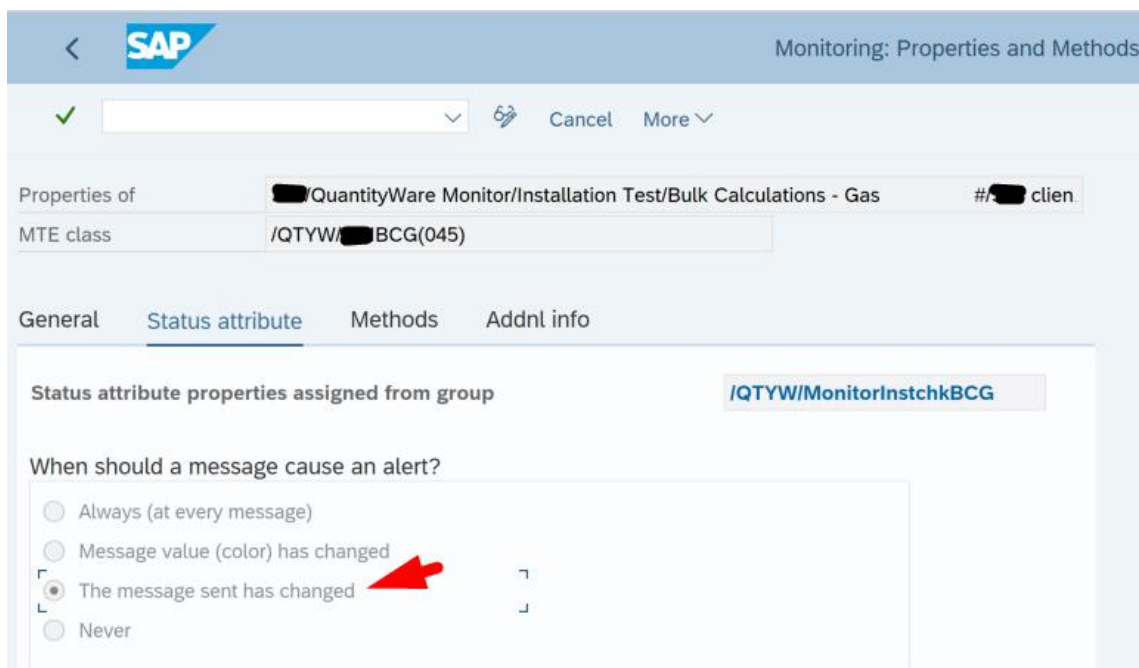 SAP
Monitoring: Properties and Methods
Cancel More
Properties of /QuantityWare Monitor/Installation Test/Bulk Calculations - Gas #/ clien
MTE class /QTYW/ BCG(045)
General Status attribute Methods Addnl info
Status attribute properties assigned from group /QTYW/MonitorInstchkBCG
When should a message cause an alert?
Always (at every message)
Message value (color) has changed
The message sent has changed
Never